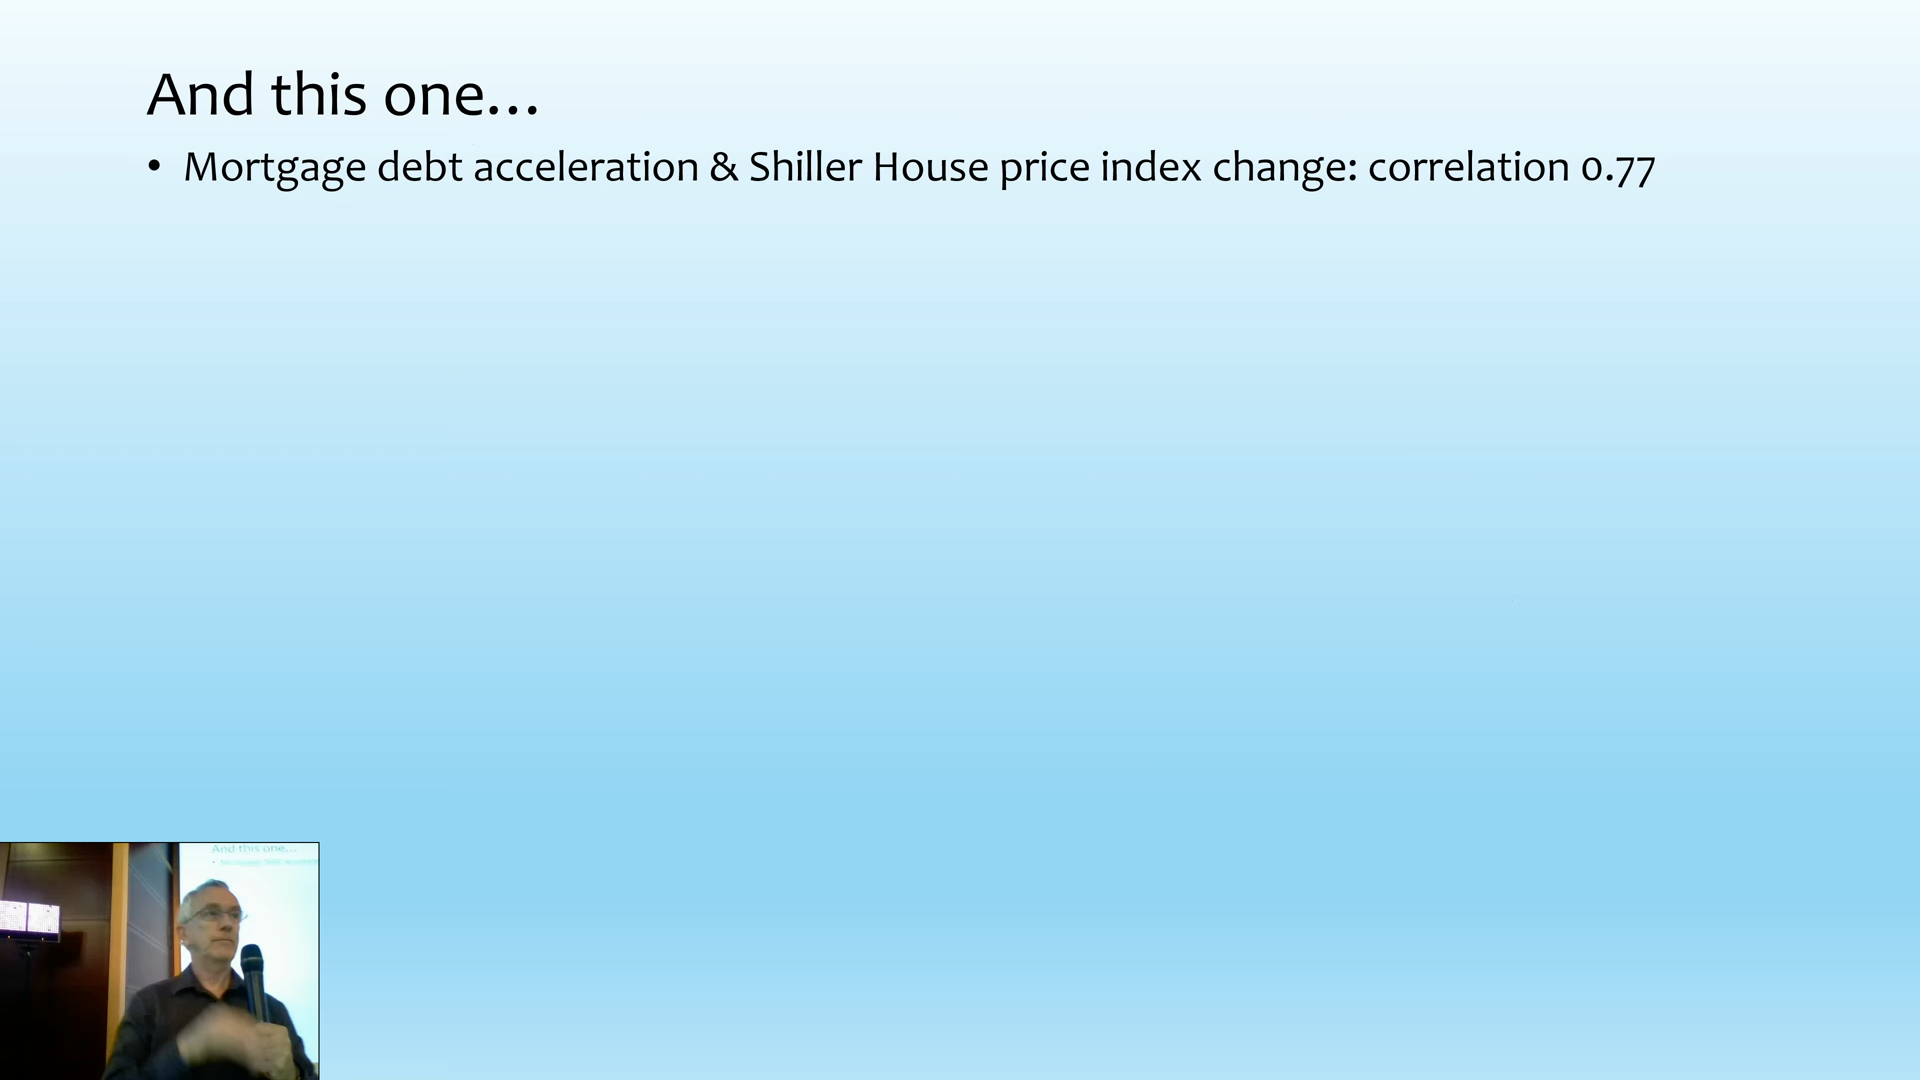 And this one…
• Mortgage debt acceleration & Shiller House price index change: correlation 0.77
And this one...